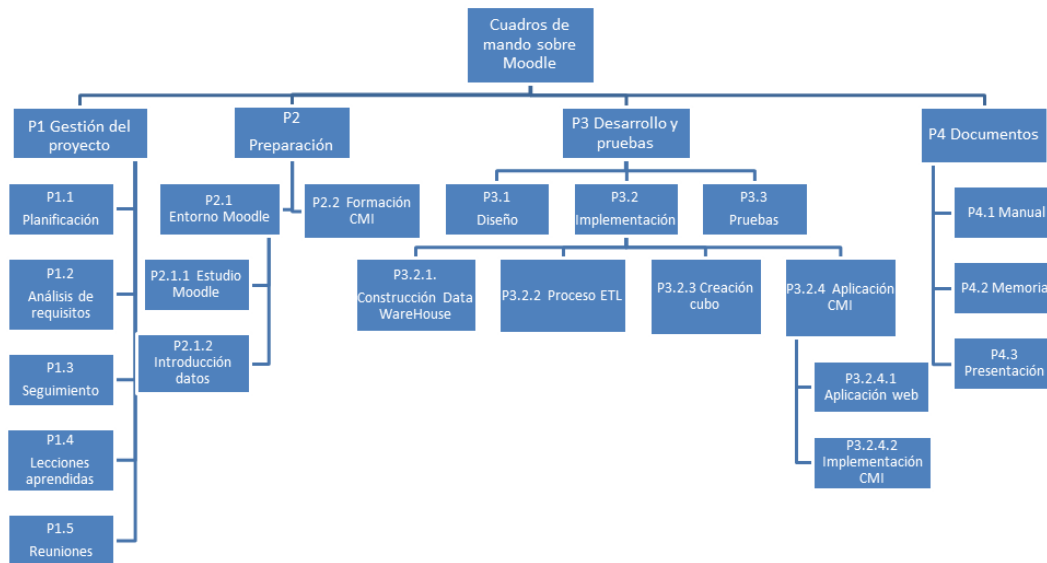 Cuadros de
mando sobre
Moodle
P1 Gestión del
proyecto
P2
Preparación
P3 Desarrollo y
pruebas
P4 Documentos
P1.1
Planificación
P1.2
Análisis de
requisitos
P1.3
Seguimiento
P1.4
Lecciones
aprendidas
P1.5
Reuniones
P2.1
Entorno Moodle
P2.2 Formación
CMI
P2.1.1 Estudio
Moodle
P2.1.2
Introducción
datos
P3.1
Diseño
P3.2
Implementación
P3.3
Pruebas
P3.2.1.
Construcción Data
WareHouse
P3.2.2 Proceso ETL
P3.2.3 Creación
cubo
P3.2.4 Aplicación
CMI
P3.2.4.1
Aplicación web
P3.2.4.2
Implementación
CMI
P4.1 Manual
P4.2 Memoria
P4.3
Presentación